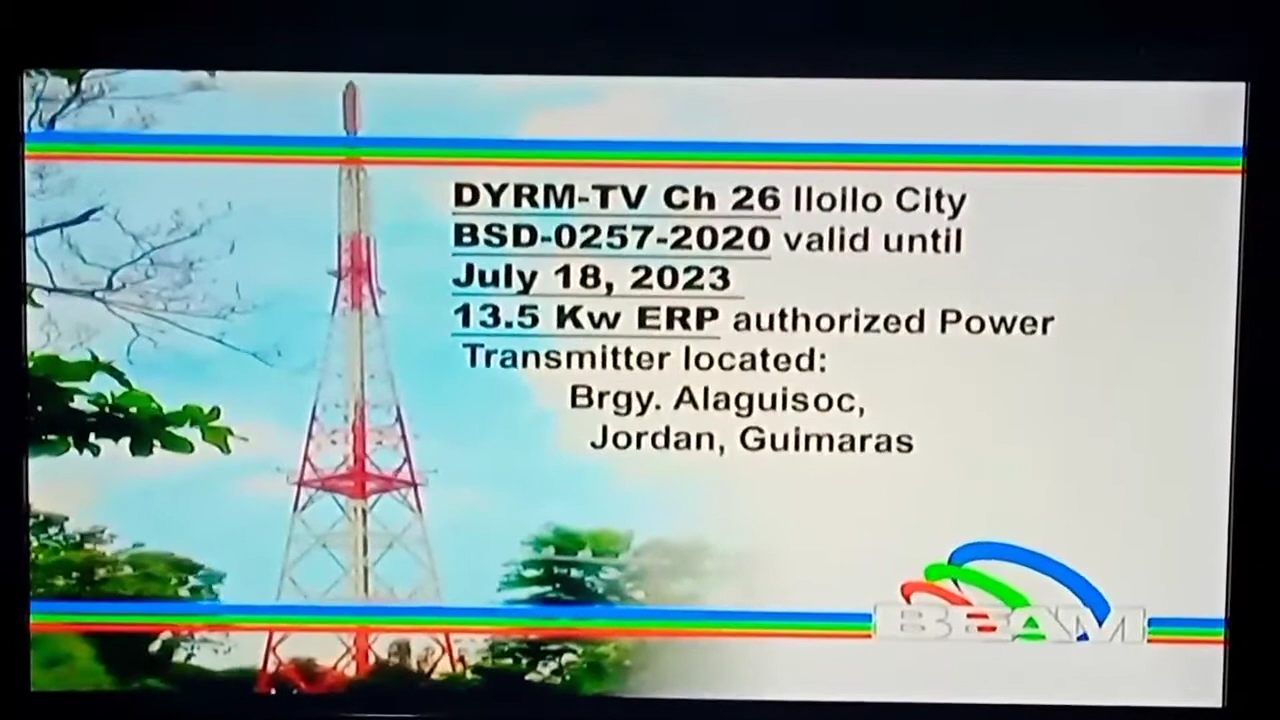 DYRM-TV Ch 26 Iloilo City
BSD-0257-2020 valid until
July 18, 2023
13.5 Kw ERP authorized Power
Transmitter located:
Brgy. Alaguisoc,
Jordan, Guimaras
BEAM